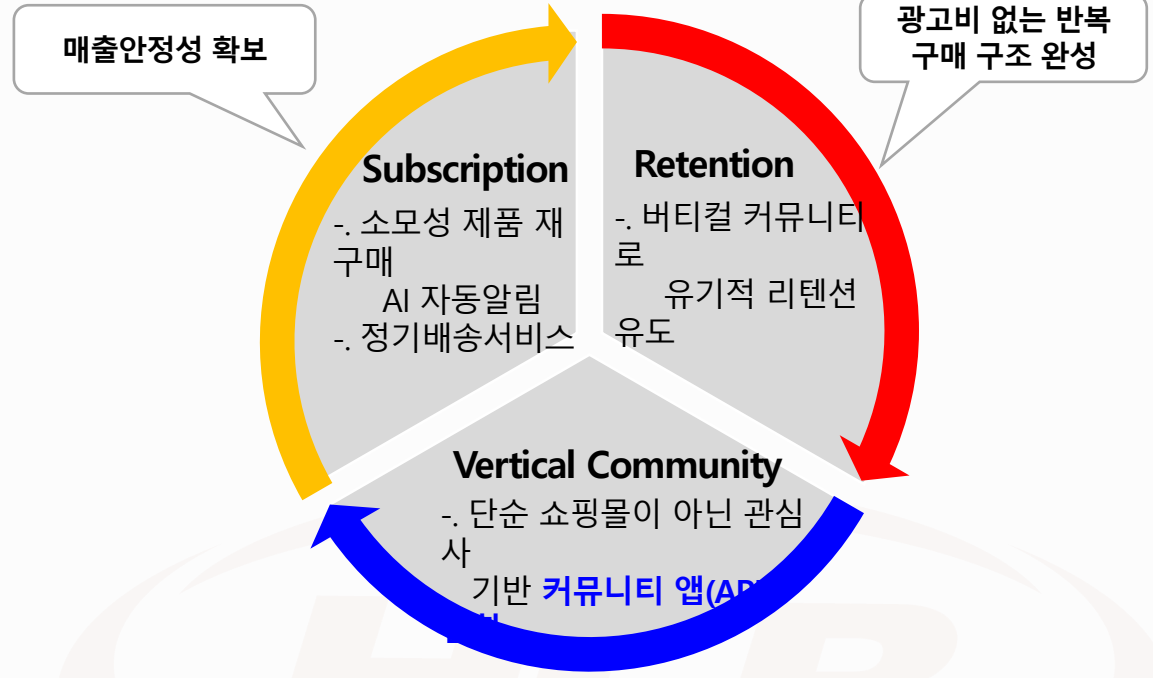 매출안정성 확보
광고비 없는 반복
구매 구조 완성
Subscription
-. 소모성 제품 재
구매
AI 자동알림
-. 정기배송서비스
Retention
-. 버티컬 커뮤니티
로
유기적 리텐션
유도
Vertical Community
-. 단순 쇼핑몰이 아닌 관심
사
기반 커뮤니티 앱(AP